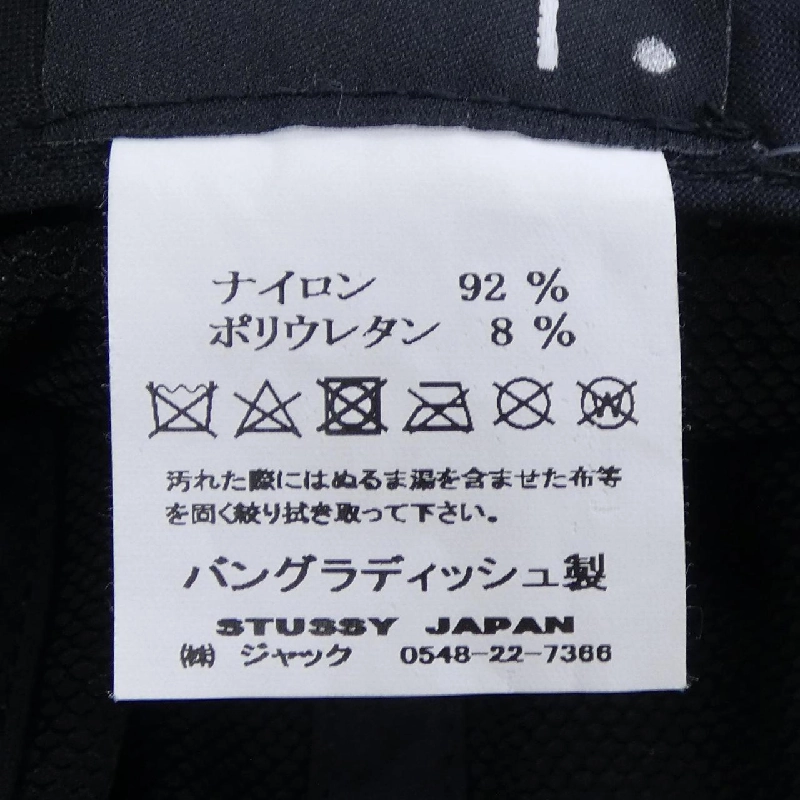 ナイロン 92 %
ポリウレタン 8 %
W
汚れた際にはぬるま湯を含ませた布等
を固く絞り拭き取って下さい。
バングラディッシュ製
STUSSY JAPAN
㈱ ジャック 0548-22-7366